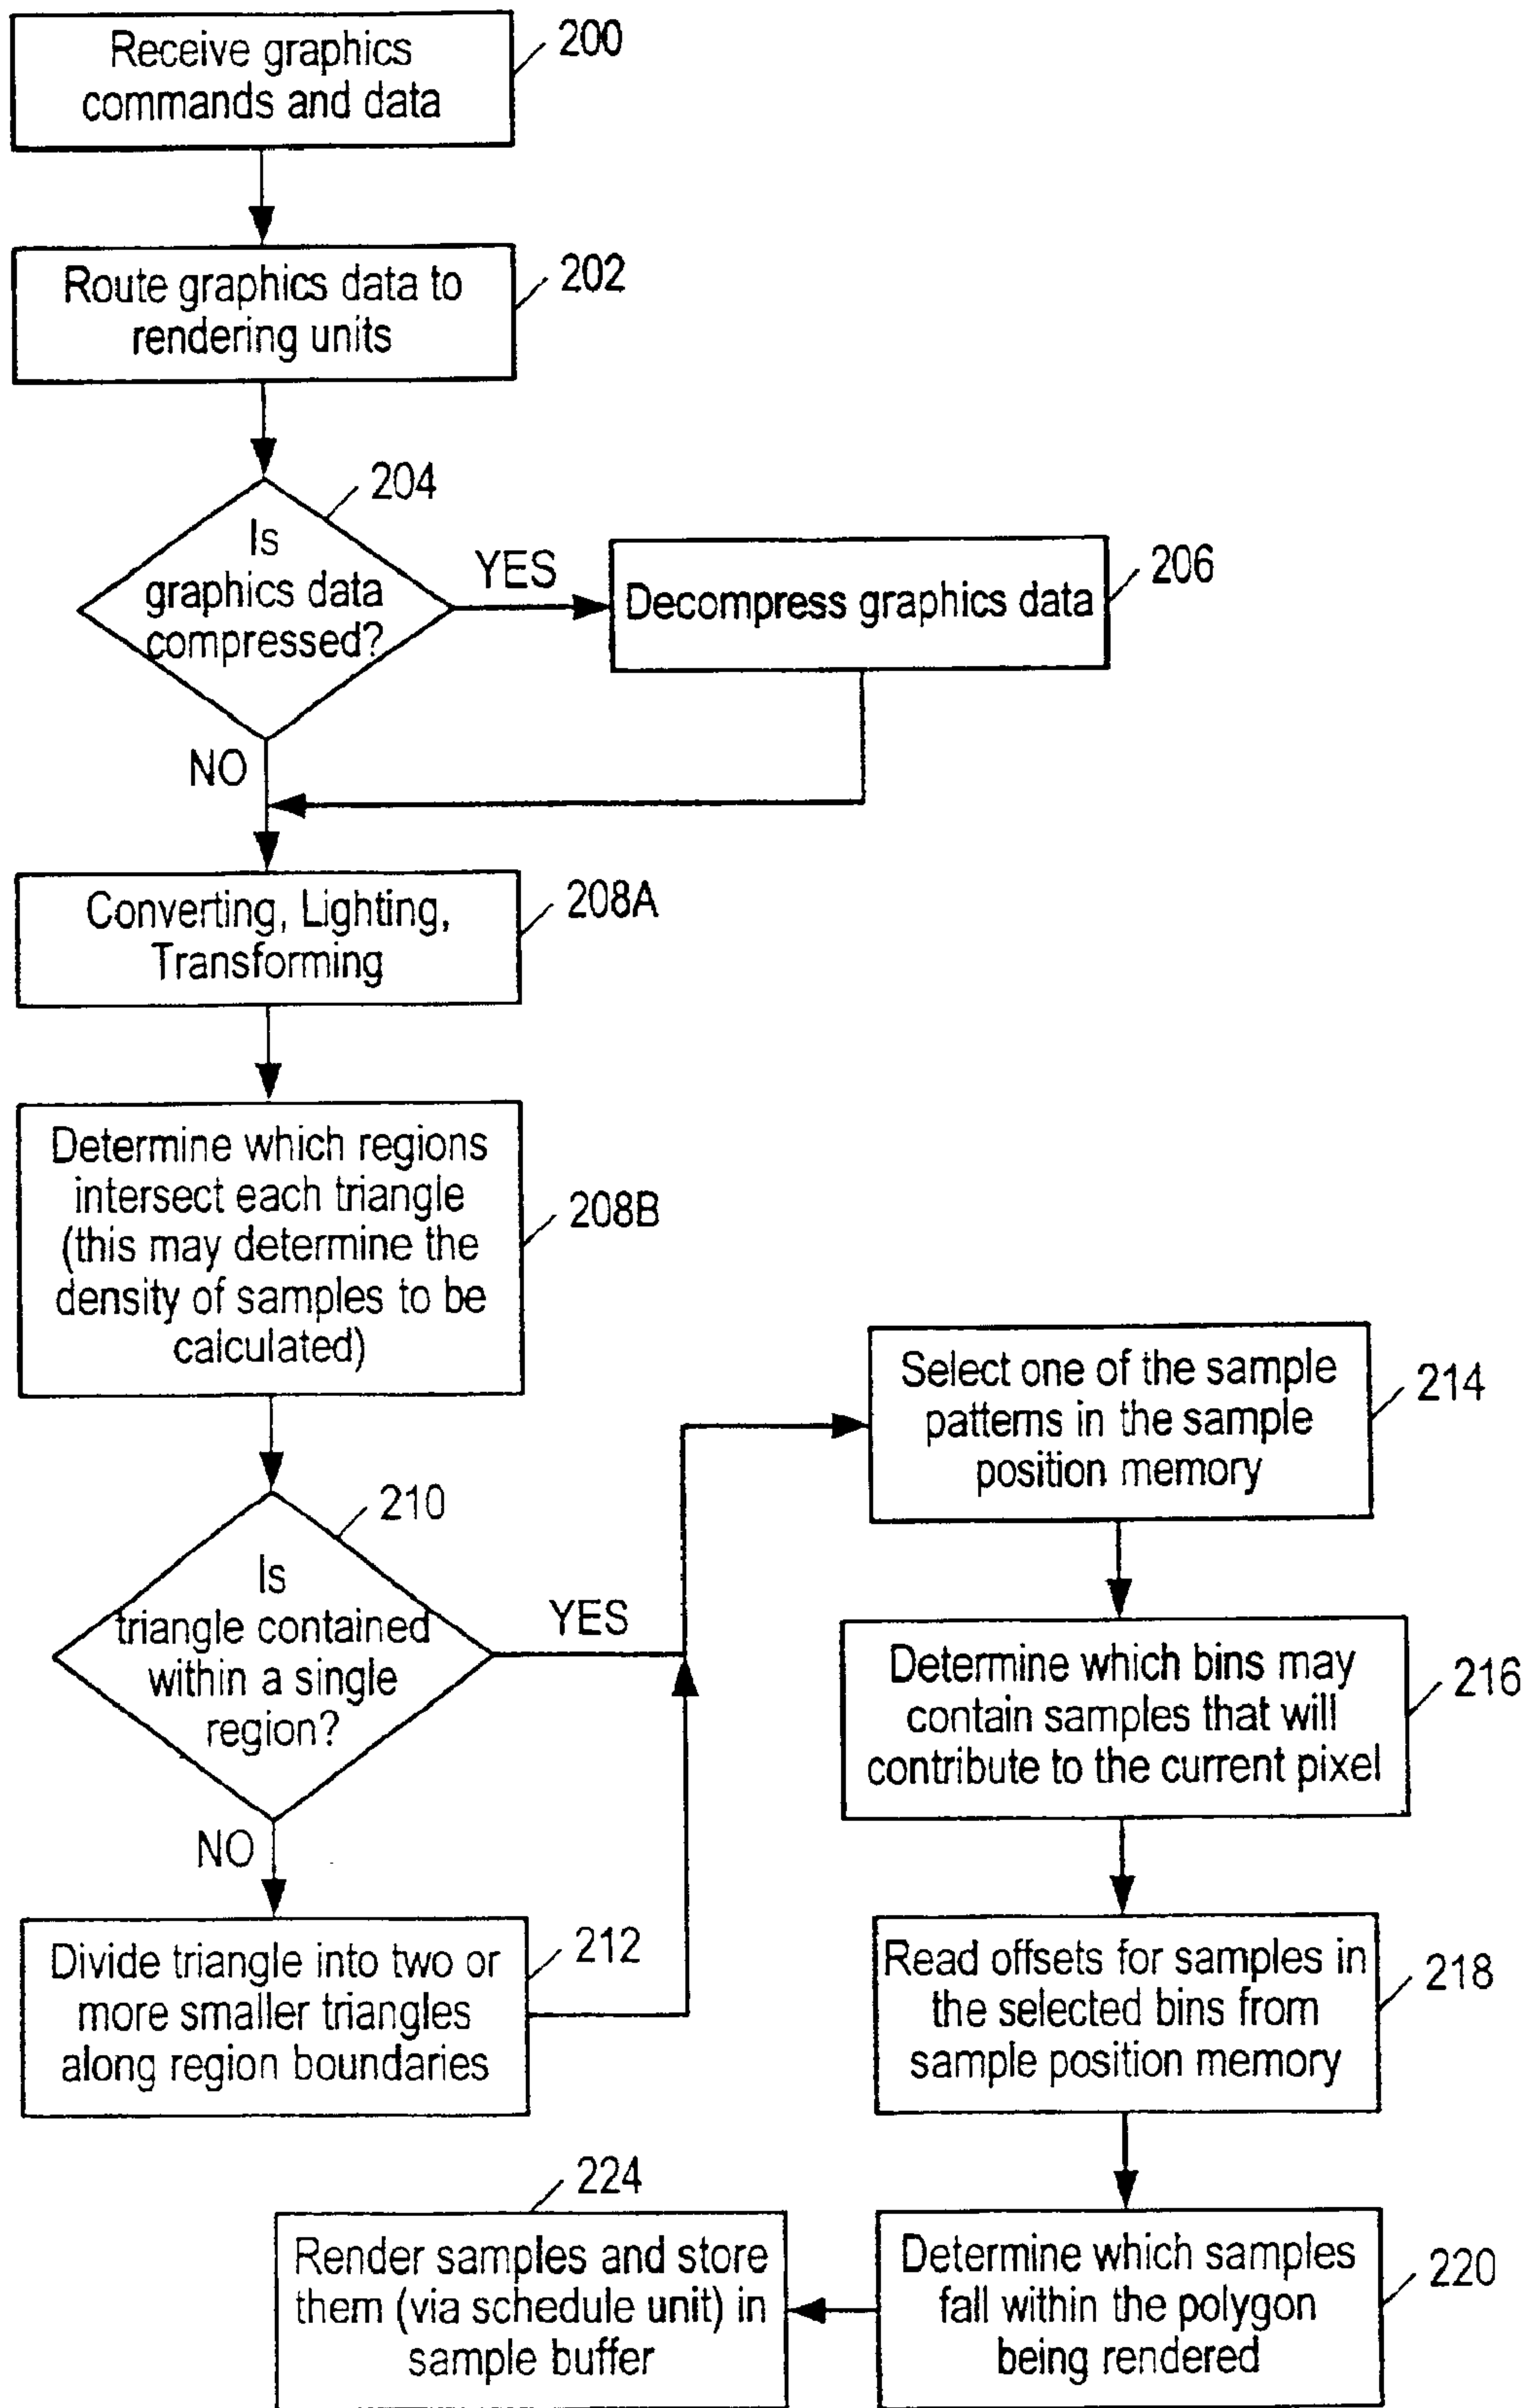 Receive graphics
commands and data
200
Route graphics data to
rendering units
202
204
Is
graphics data
compressed?
YES
Decompress graphics data
206
NO
Converting, Lighting,
Transforming
208A
Determine which regions
intersect each triangle
(this may determine the
density of samples to be
calculated)
208B
210
Is
triangle contained
within a single
region?
YES
NO
Divide triangle into two or
more smaller triangles
along region boundaries
212
Select one of the sample
patterns in the sample
position memory
214
Determine which bins may
contain samples that will
contribute to the current pixel
216
Read offsets for samples in
the selected bins from
sample position memory
218
Determine which samples
fall within the polygon
being rendered
220
224
Render samples and store
them (via schedule unit) in
sample buffer